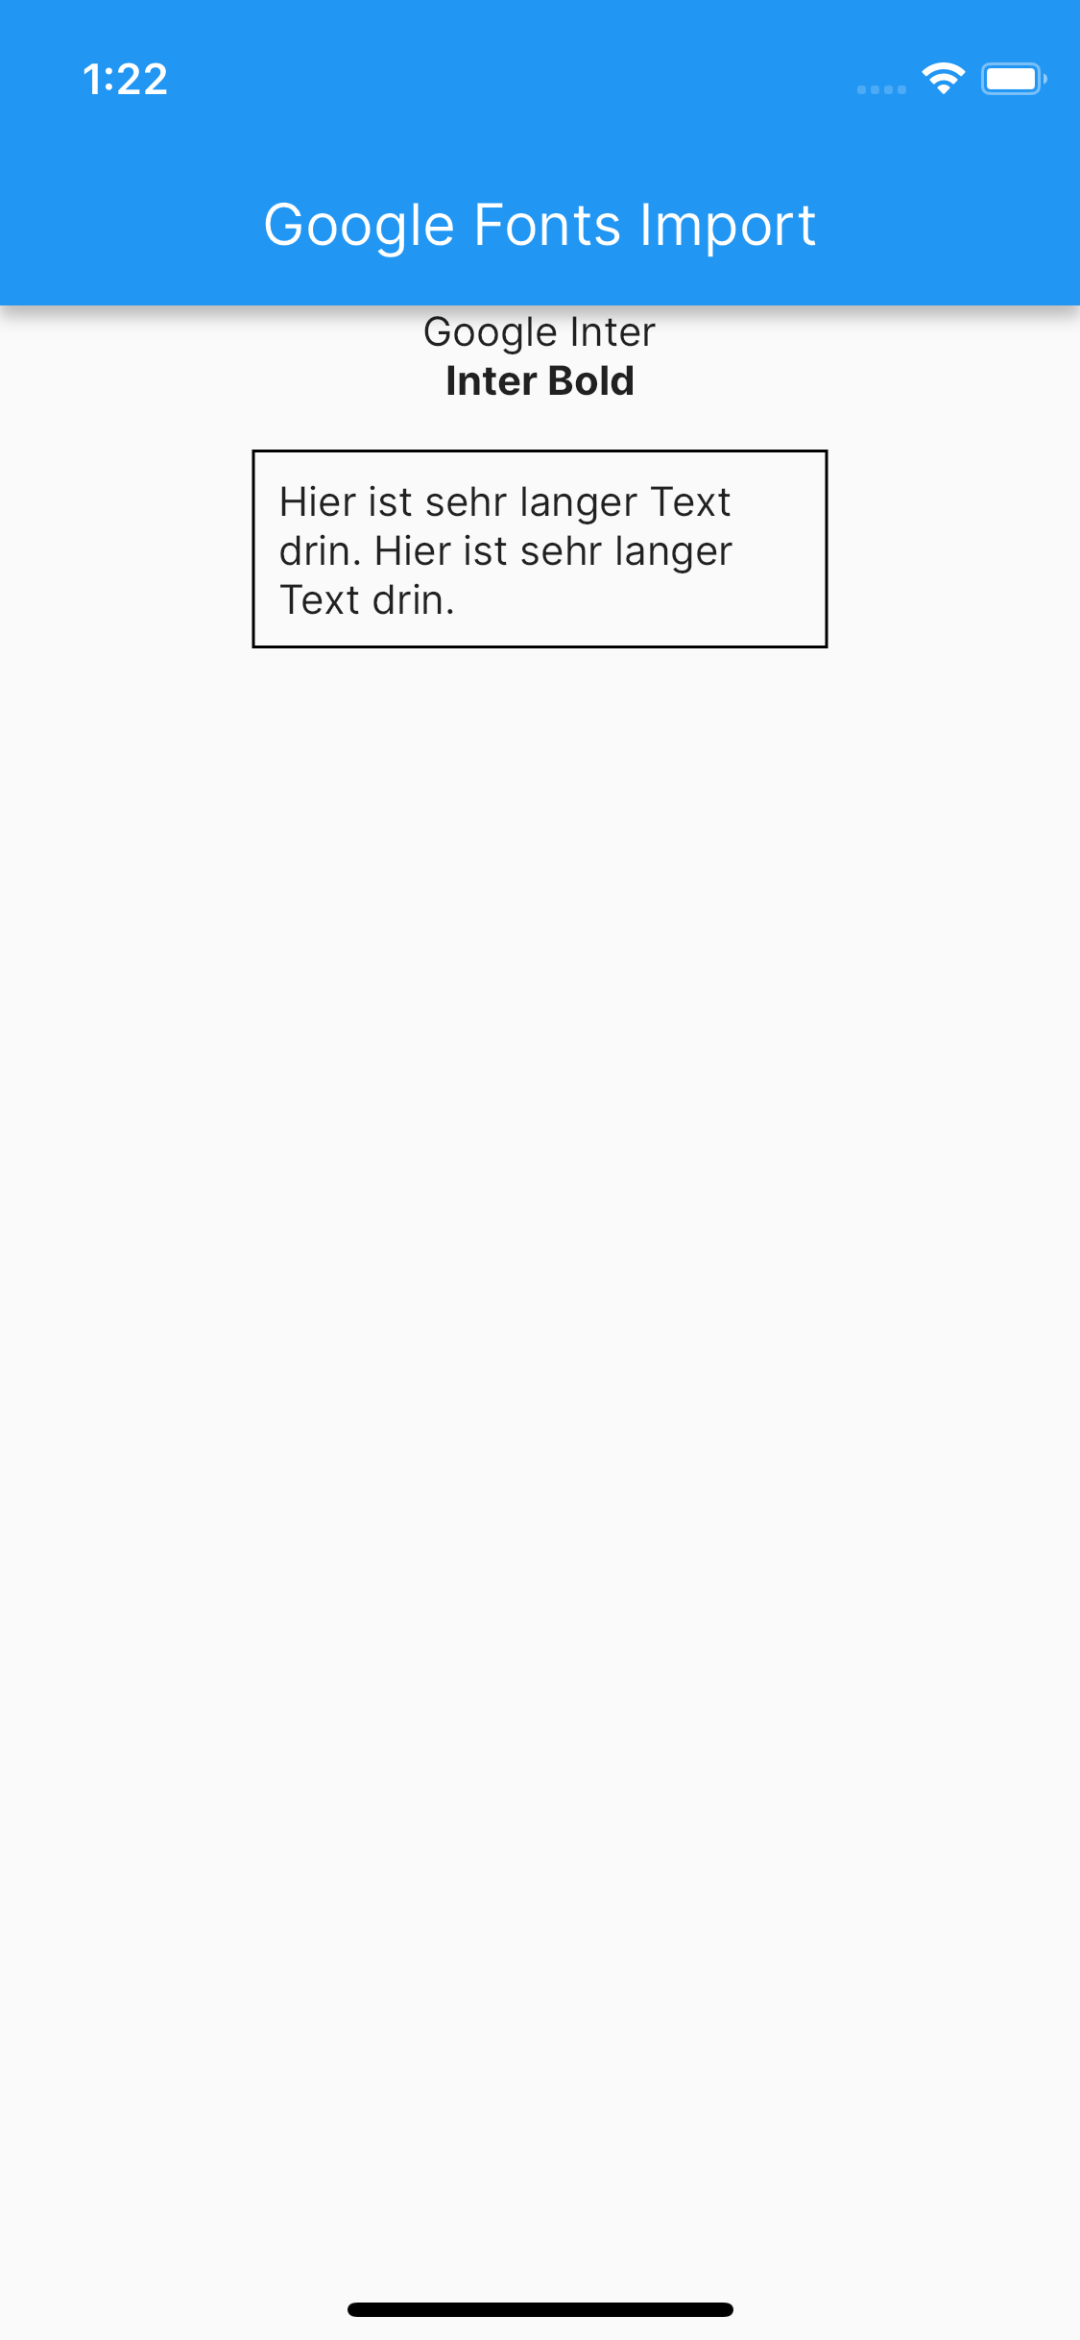 1:22
Google Fonts Import
Google Inter
Inter Bold
Hier ist sehr langer Text
drin. Hier ist sehr langer
Text drin.